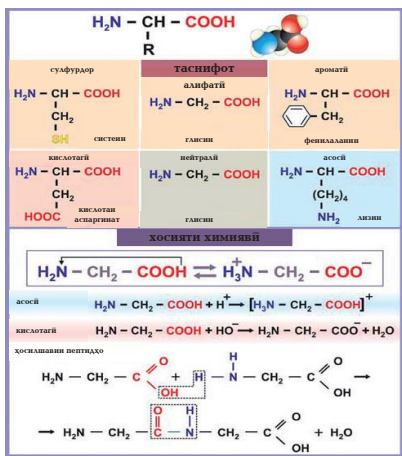 H₂N – CH – COOH
R
сулфурдор
таснифот
ароматӣ
алифатӣ
H₂N – CH – COOH
CH₂
SH
систеин
H₂N – CH₂ – COOH
глисин
H₂N – CH – COOH
CH₂
фенилаланин
кислотагӣ
нейтралӣ
асосӣ
H₂N – CH – COOH
CH₂
HOOC
кислотаи
аспаргинат
H₂N – CH₂ – COOH
глисин
H₂N – CH – COOH
(CH₂)₄
NH₂
лизин
хосияти химиявӣ
H₂N – CH₂ – COOH ⇌ H₃N⁺ – CH₂ – COO⁻
асосӣ
H₂N – CH₂ – COOH + H⁺ → [H₃N – CH₂ – COOH]⁺
кислотагӣ
H₂N – CH₂ – COOH + HO⁻ → H₂N – CH₂ – COO⁻ + H₂O
ҳосилшавии пептидҳо
H₂N – CH₂ – C
O
OH
+
H
H – N – CH₂ – C
O
OH
→
→ H₂N – CH₂ – C – N – CH₂ – C
O
H
O
OH
+ H₂O